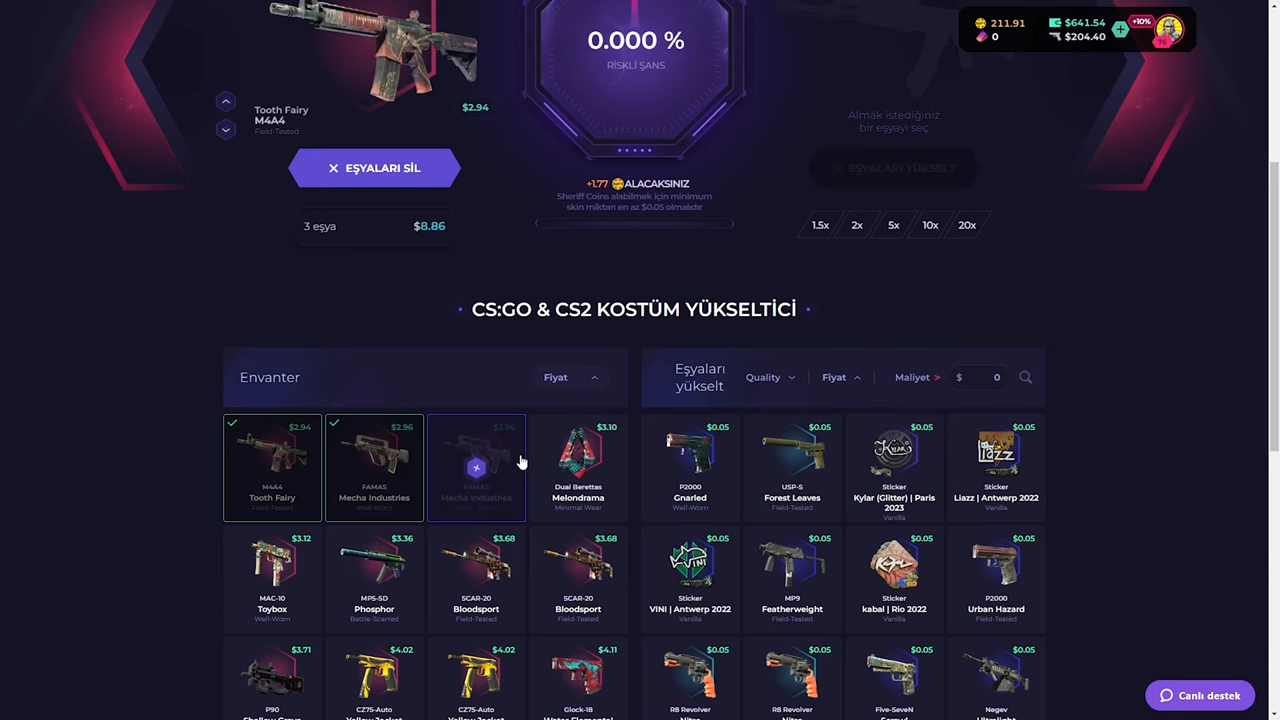 211.91
0
$641.54
$204.40
+10%
76
0.000 %
RİSKLİ ŞANS
$2.94
Tooth Fairy
M4A4
Field-Tested
EŞYALARI SİL
3 eşya
$8.86
+1.77 ALACAKSINIZ
Sheriff Coins alabilmek için minimum
skin miktarı en az $0.05 olmalıdır
Almak istediğiniz
bir eşyayı seç
EŞYALARI YÜKSELT
1.5x 2x 5x 10x 20x
CS:GO & CS2 KOSTÜM YÜKSELTİCİ
Envanter
Fiyat
Eşyaları
yükselt
Quality
Fiyat
Maliyet >
$ 0
$2.94 $2.96 $2.96 $3.10
M4A4 FAMAS FAMAS Dual Berettas
Tooth Fairy Mecha Industries Mecha Industries Melondrama
Field-Tested Well-Worn Minimal Wear
$0.05 $0.05 $0.05 $0.05
P2000 USP-S Sticker Sticker
Gnarled Forest Leaves Kylar (Glitter) | Paris 2023 Liazz | Antwerp 2022
Well-Worn Field-Tested Vanilla Vanilla
$3.12 $3.36 $3.68 $3.68
MAC-10 MP5-SD SCAR-20 SCAR-20
Toybox Phosphor Bloodsport Bloodsport
Well-Worn Battle-Scarred Field-Tested Field-Tested
$0.05 $0.05 $0.05 $0.05
Sticker MP9 Sticker P2000
VINI | Antwerp 2022 Featherweight kabal | Rio 2022 Urban Hazard
Vanilla Field-Tested Vanilla Field-Tested
$3.71 $4.02 $4.02 $4.11
P90 CZ75-Auto CZ75-Auto Glock-18
$0.05 $0.05 $0.05 $0.05
R8 Revolver R8 Revolver Five-SeveN Negev
Canlı destek